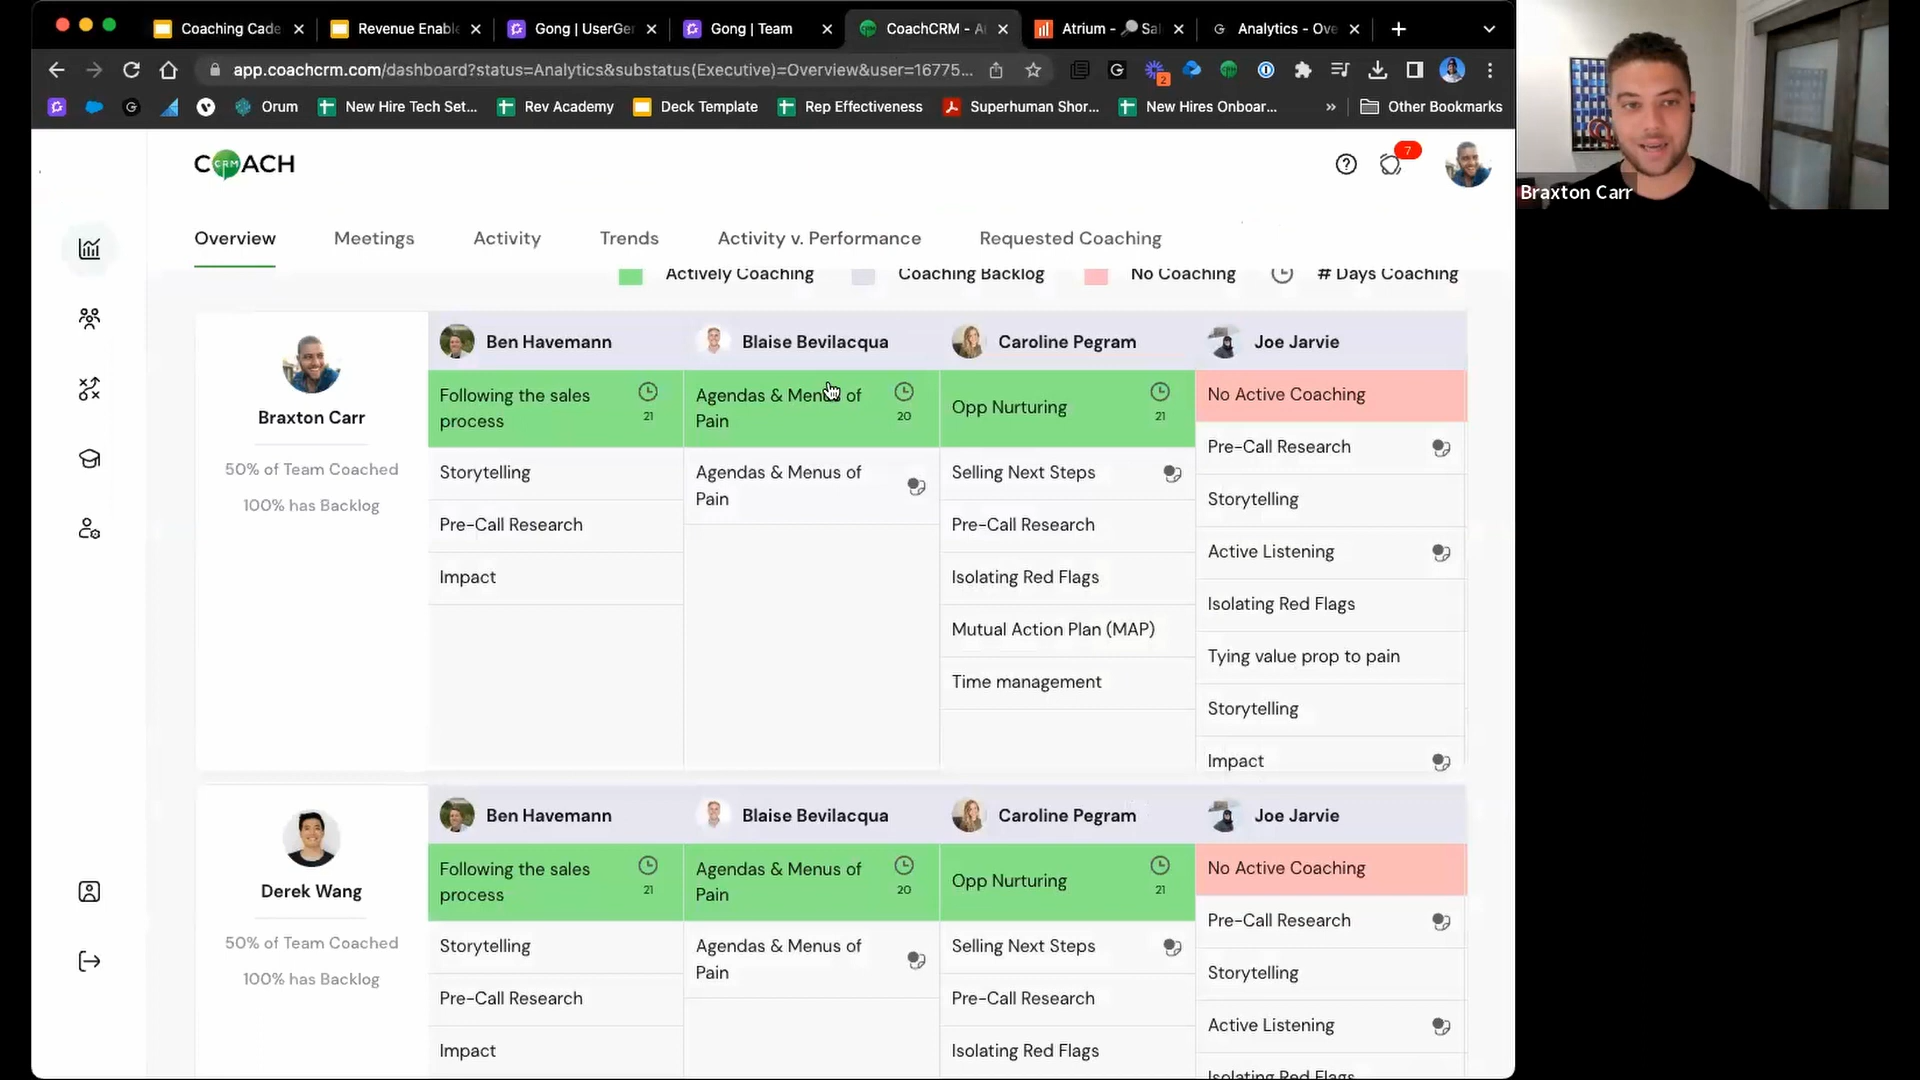 Coaching Cade
Revenue Enabl
Gong | UserGer
Gong | Team
CoachCRM - A
Atrium - Sal
Analytics - Ove
app.coachcrm.com/dashboard?status=Analytics&substatus(Executive)=Overview&user=16775...
2
Orum
New Hire Tech Set...
Rev Academy
Deck Template
Rep Effectiveness
Superhuman Shor...
New Hires Onboar...
»
Other Bookmarks
Braxton Carr
COACH
CRM
7
Overview
Meetings
Activity
Trends
Activity v. Performance
Requested Coaching
Actively Coaching
Coaching Backlog
No Coaching
# Days Coaching
Braxton Carr
50% of Team Coached
100% has Backlog
Ben Havemann
Following the sales
process
21
Storytelling
Pre-Call Research
Impact
Blaise Bevilacqua
Agendas & Menus of
Pain
20
Agendas & Menus of
Pain
Caroline Pegram
Opp Nurturing
21
Selling Next Steps
Pre-Call Research
Isolating Red Flags
Mutual Action Plan (MAP)
Time management
Joe Jarvie
No Active Coaching
Pre-Call Research
Storytelling
Active Listening
Isolating Red Flags
Tying value prop to pain
Storytelling
Impact
Derek Wang
50% of Team Coached
100% has Backlog
Ben Havemann
Following the sales
process
21
Storytelling
Pre-Call Research
Impact
Blaise Bevilacqua
Agendas & Menus of
Pain
20
Agendas & Menus of
Pain
Caroline Pegram
Opp Nurturing
21
Selling Next Steps
Pre-Call Research
Isolating Red Flags
Joe Jarvie
No Active Coaching
Pre-Call Research
Storytelling
Active Listening
Isolating Red Flags